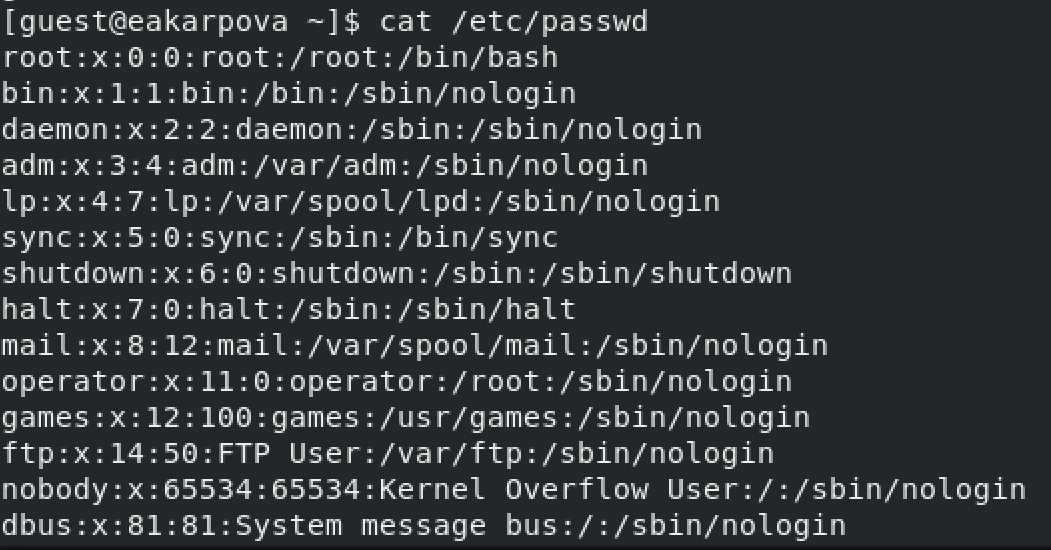 [guest@eakarpova ~]$ cat /etc/passwd
root:x:0:0:root:/root:/bin/bash
bin:x:1:1:bin:/bin:/sbin/nologin
daemon:x:2:2:daemon:/sbin:/sbin/nologin
adm:x:3:4:adm:/var/adm:/sbin/nologin
lp:x:4:7:lp:/var/spool/lpd:/sbin/nologin
sync:x:5:0:sync:/sbin:/bin/sync
shutdown:x:6:0:shutdown:/sbin:/sbin/shutdown
halt:x:7:0:halt:/sbin:/sbin/halt
mail:x:8:12:mail:/var/spool/mail:/sbin/nologin
operator:x:11:0:operator:/root:/sbin/nologin
games:x:12:100:games:/usr/games:/sbin/nologin
ftp:x:14:50:FTP User:/var/ftp:/sbin/nologin
nobody:x:65534:65534:Kernel Overflow User:/:/sbin/nologin
dbus:x:81:81:System message bus:/:/sbin/nologin